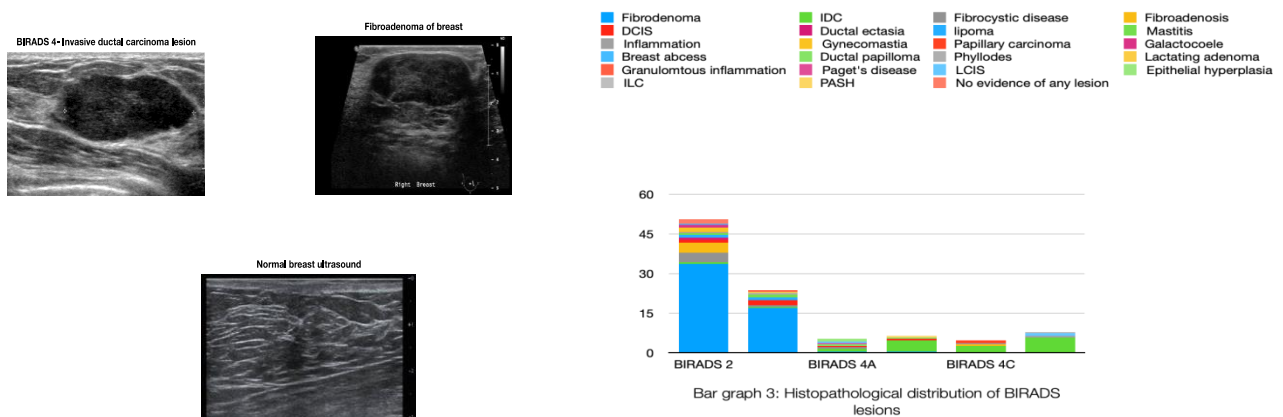 BIRADS 4- Invasive ductal carcinoma lesion
Fibroadenoma of breast
Right Breast
Normal breast ultrasound
Fibrodenoma
IDC
Fibrocystic disease
Fibroadenosis
DCIS
Ductal ectasia
lipoma
Mastitis
Inflammation
Gynecomastia
Papillary carcinoma
Galactocoele
Breast abcess
Ductal papilloma
Phyllodes
Lactating adenoma
Granulomtous inflammation
Paget's disease
LCIS
Epithelial hyperplasia
ILC
PASH
No evidence of any lesion
60
45
30
15
0
BIRADS 2
BIRADS 4A
BIRADS 4C
Bar graph 3: Histopathological distribution of BIRADS
lesions